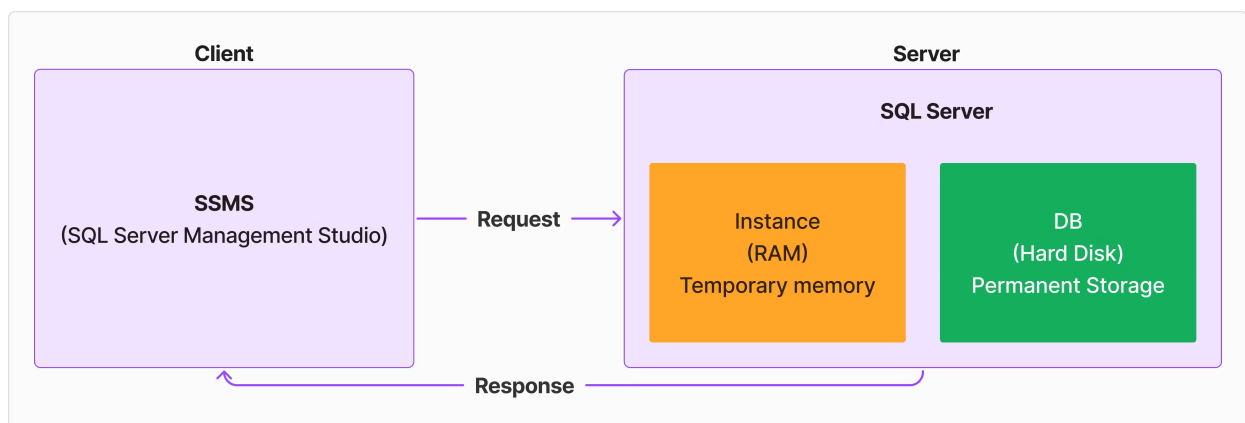 Client
SSMS
(SQL Server Management Studio)
Request
Server
SQL Server
Instance
(RAM)
Temporary memory
DB
(Hard Disk)
Permanent Storage
Response